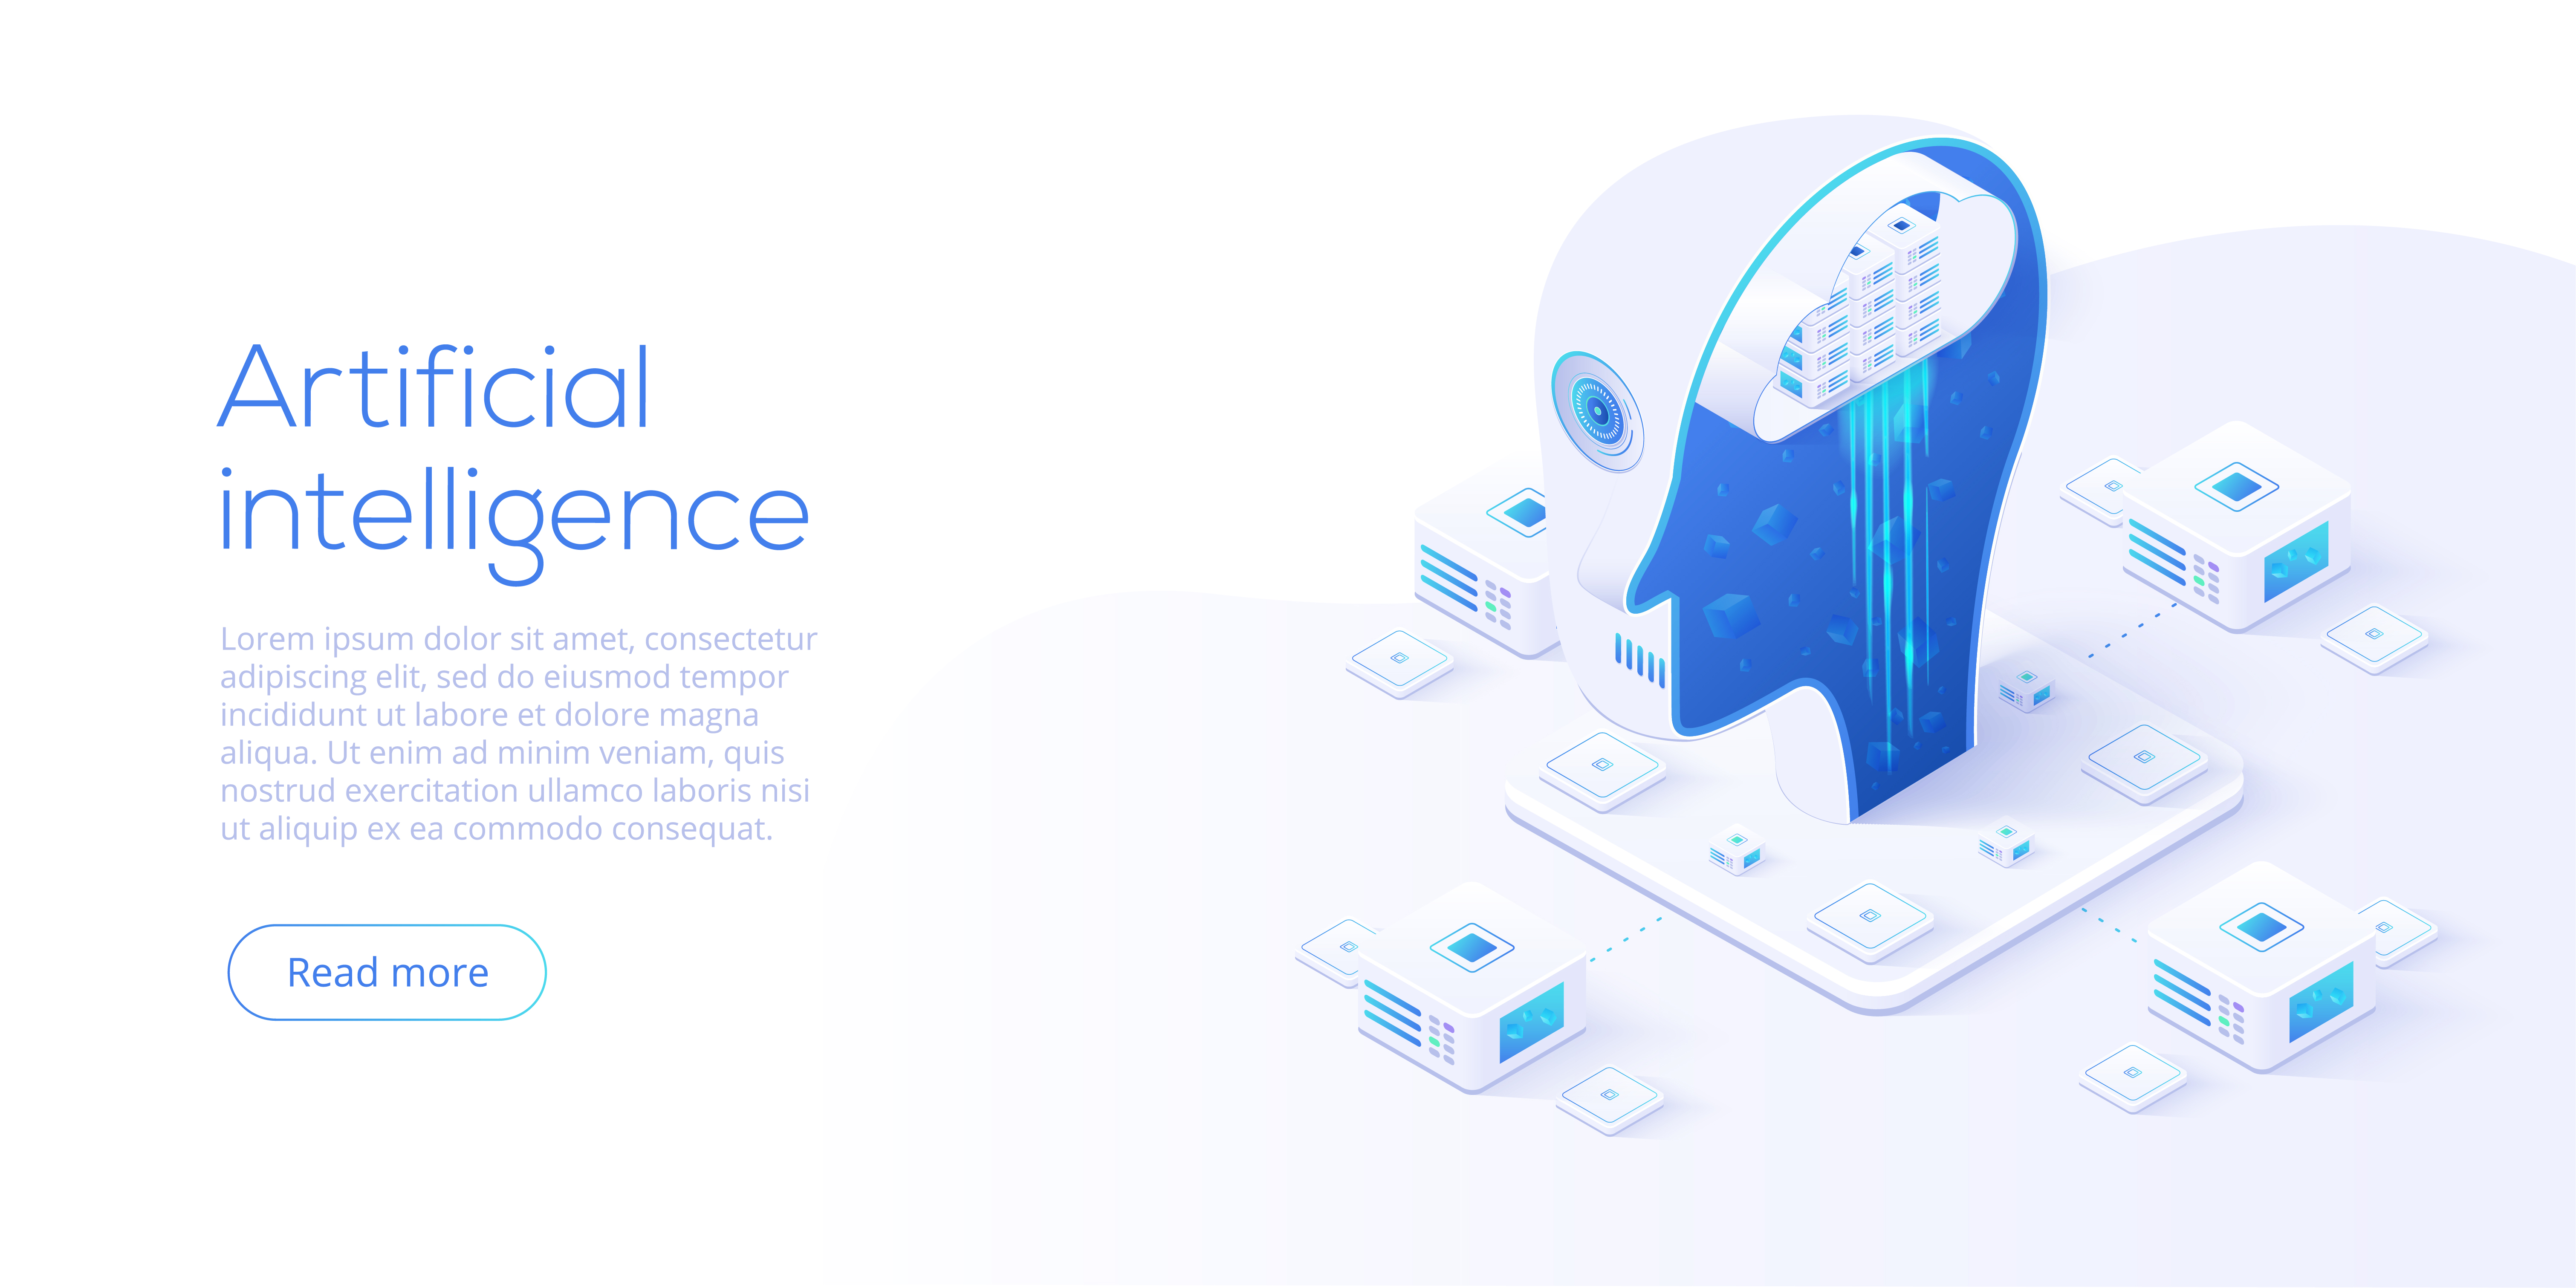 Artificial
intelligence
Lorem ipsum dolor sit amet, consectetur
adipiscing elit, sed do eiusmod tempor
incididunt ut labore et dolore magna
aliqua. Ut enim ad minim veniam, quis
nostrud exercitation ullamco laboris nisi
ut aliquip ex ea commodo consequat.
Read more